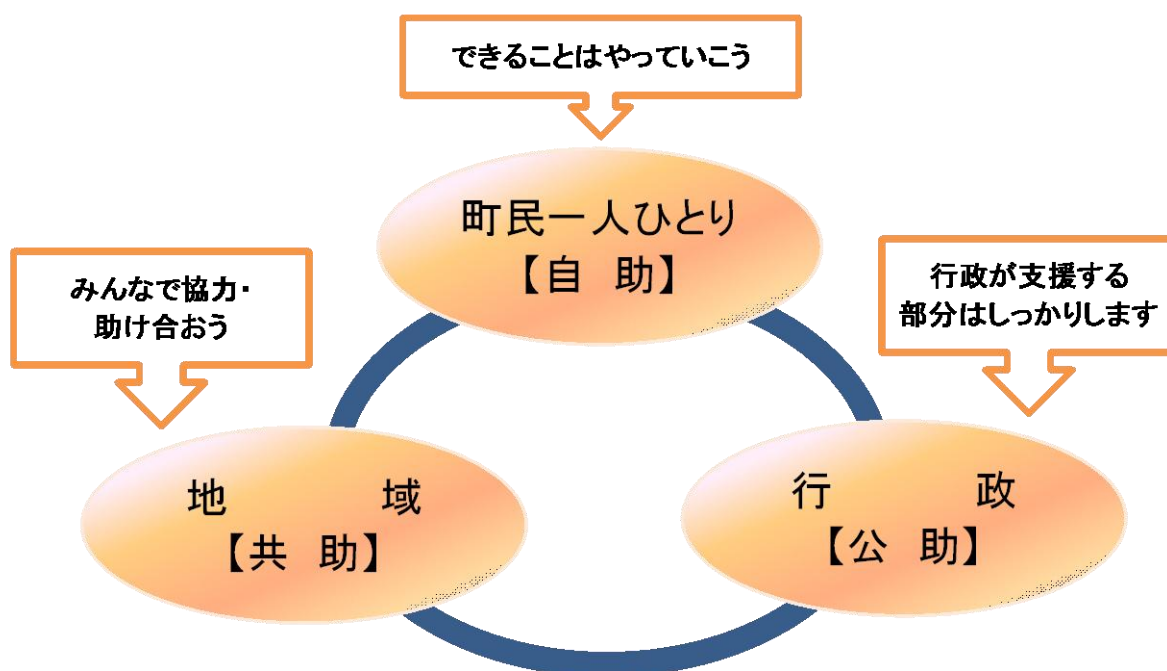 できることはやっていこう
町民一人ひとり
【自　助】
みんなで協力・
助け合おう
行政が支援する
部分はしっかりします
地　　　域
【共　助】
行　　　政
【公　助】